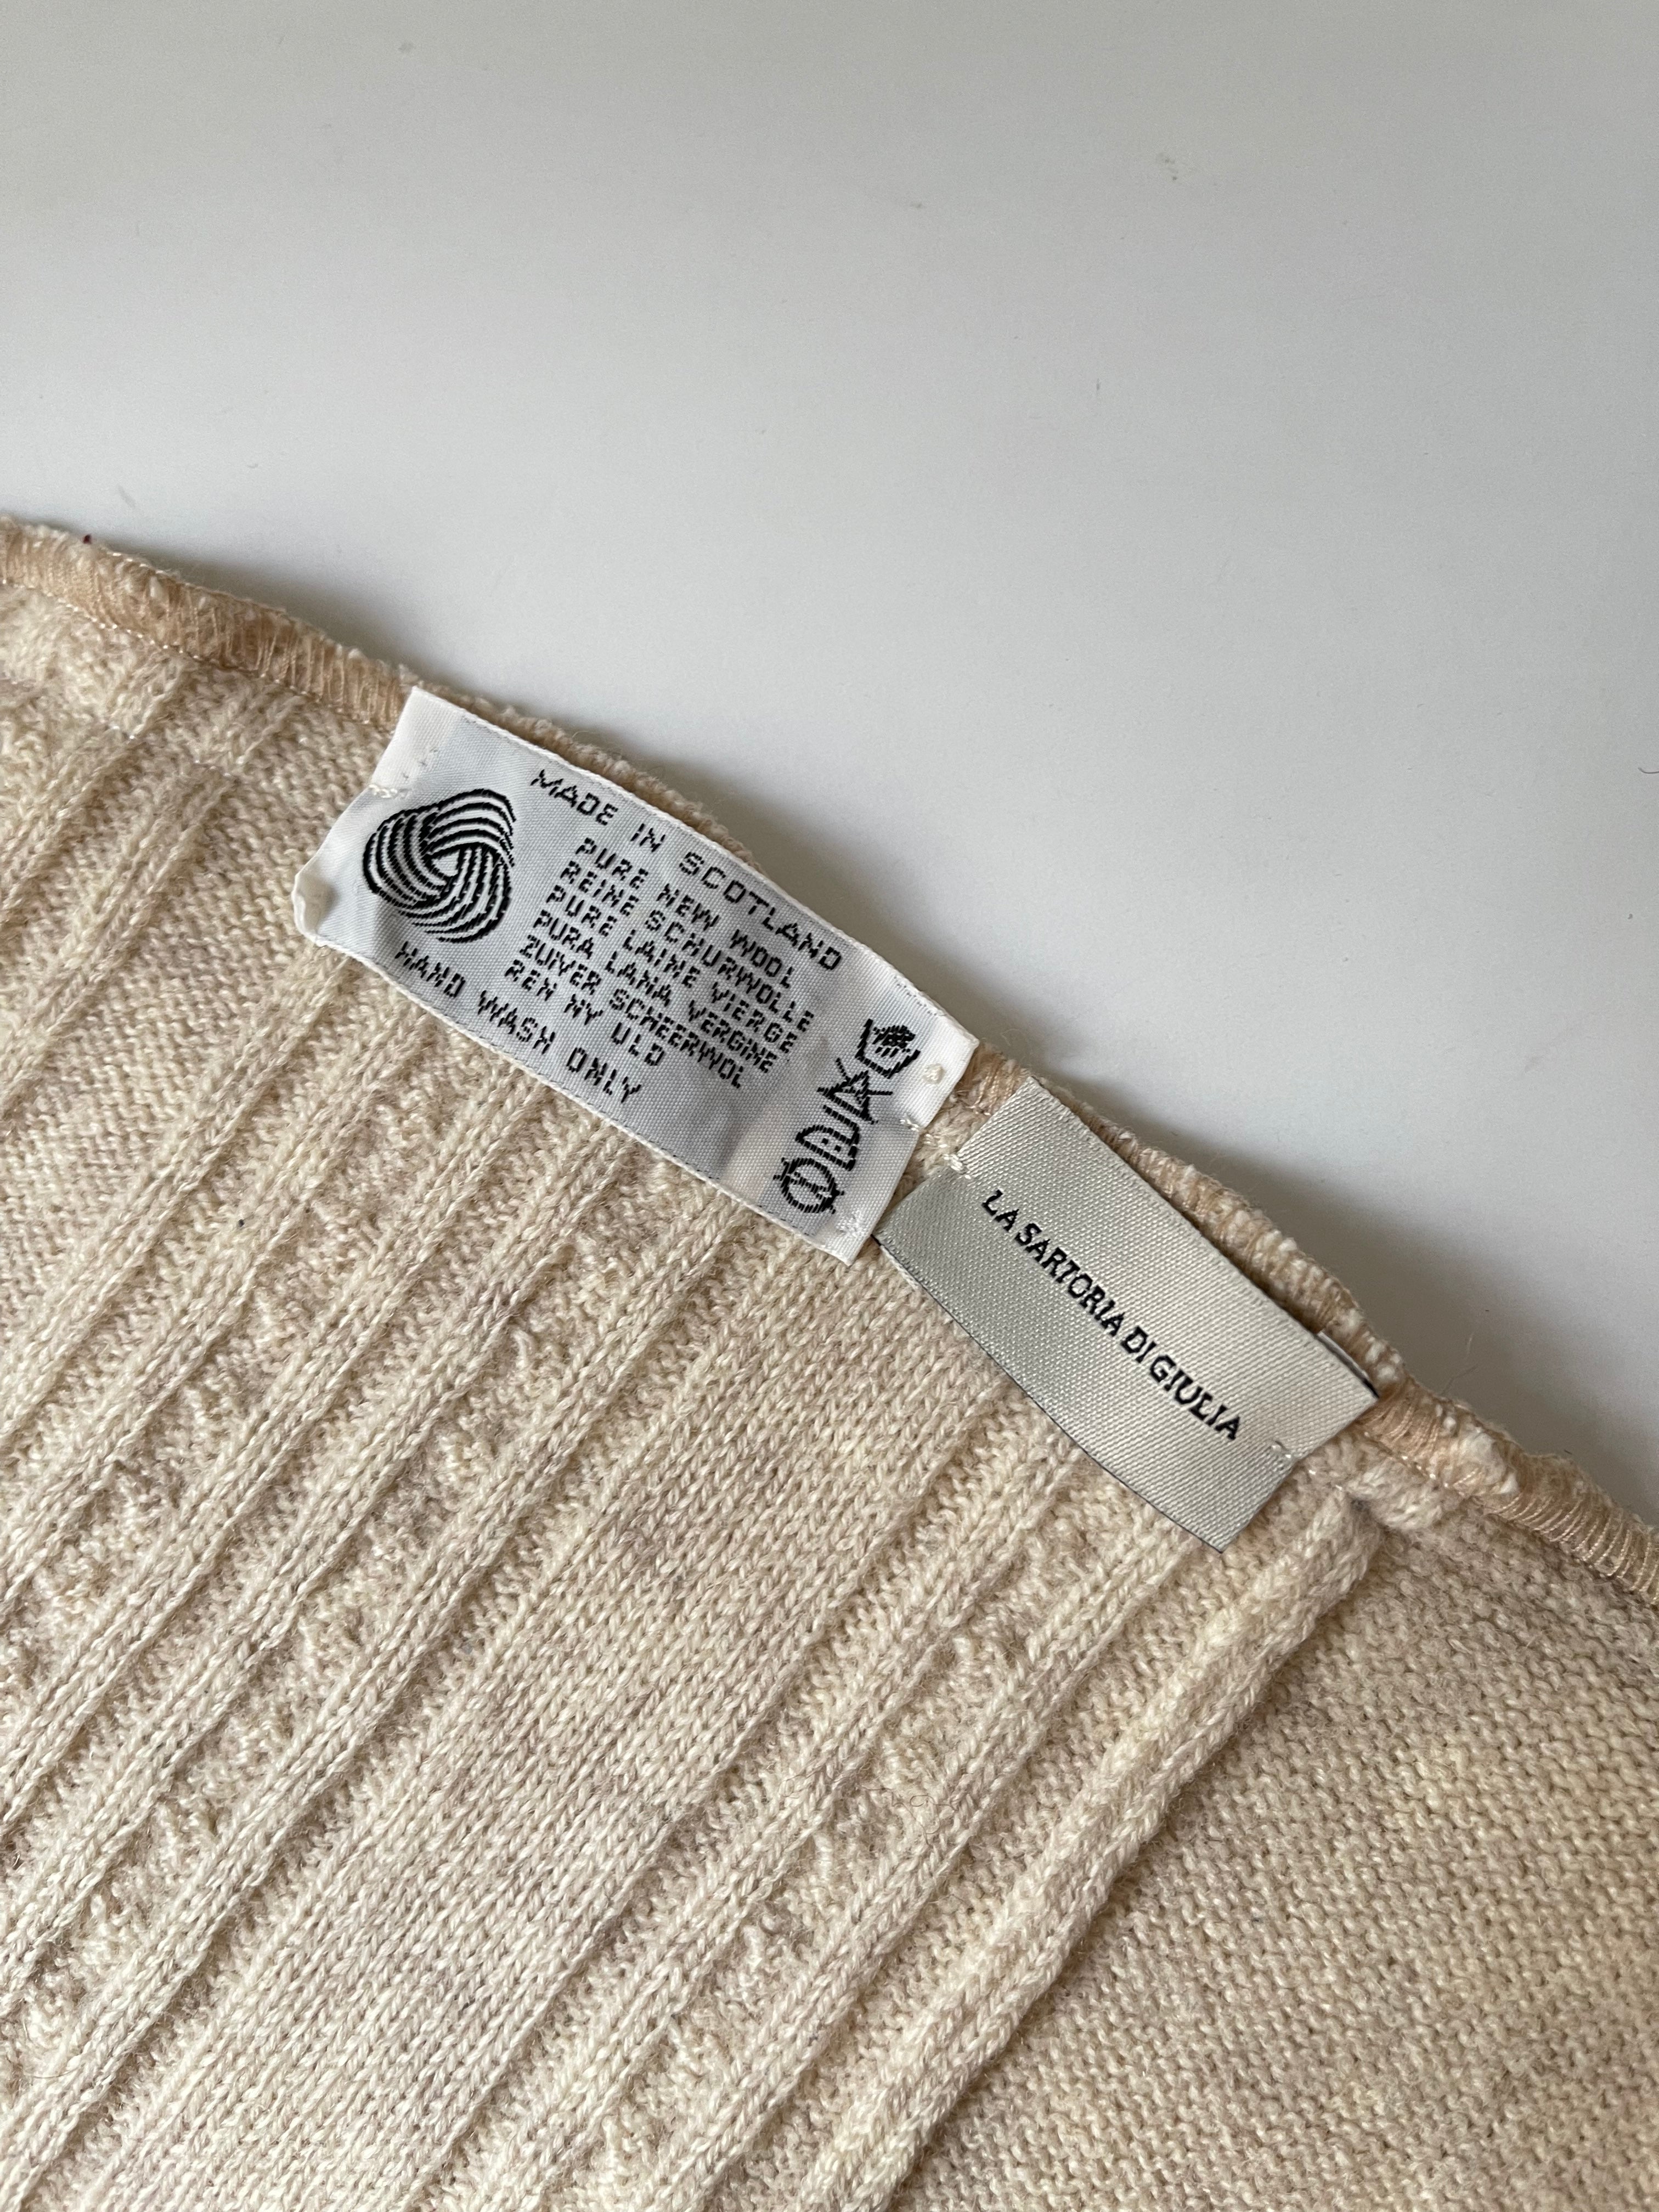 MADE IN SCOTLAND
PURE NEW WOOL
REINE SCHURWOLLE
PURE LAINE VIERGE
PURA LANA VERGINE
ZUIVER SCHEERWOL
REN NY ULD
HAND WASH ONLY
LA SARTORIA DI GIULIA